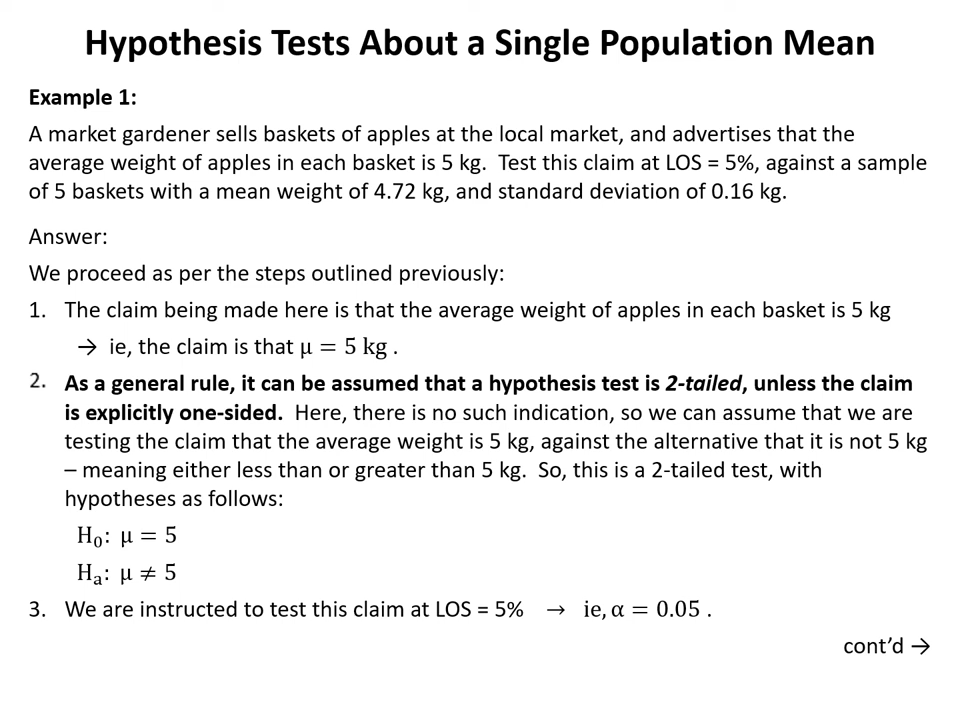 Hypothesis Tests About a Single Population Mean
Example 1:
A market gardener sells baskets of apples at the local market, and advertises that the
average weight of apples in each basket is 5 kg.  Test this claim at LOS = 5%, against a sample
of 5 baskets with a mean weight of 4.72 kg, and standard deviation of 0.16 kg.
Answer:
We proceed as per the steps outlined previously:
1. The claim being made here is that the average weight of apples in each basket is 5 kg
→ ie, the claim is that μ = 5 kg .
2. As a general rule, it can be assumed that a hypothesis test is 2-tailed, unless the claim
is explicitly one-sided.  Here, there is no such indication, so we can assume that we are
testing the claim that the average weight is 5 kg, against the alternative that it is not 5 kg
– meaning either less than or greater than 5 kg.  So, this is a 2-tailed test, with
hypotheses as follows:
H₀: μ = 5
Hₐ: μ ≠ 5
3. We are instructed to test this claim at LOS = 5% → ie, α = 0.05 .
cont’d →